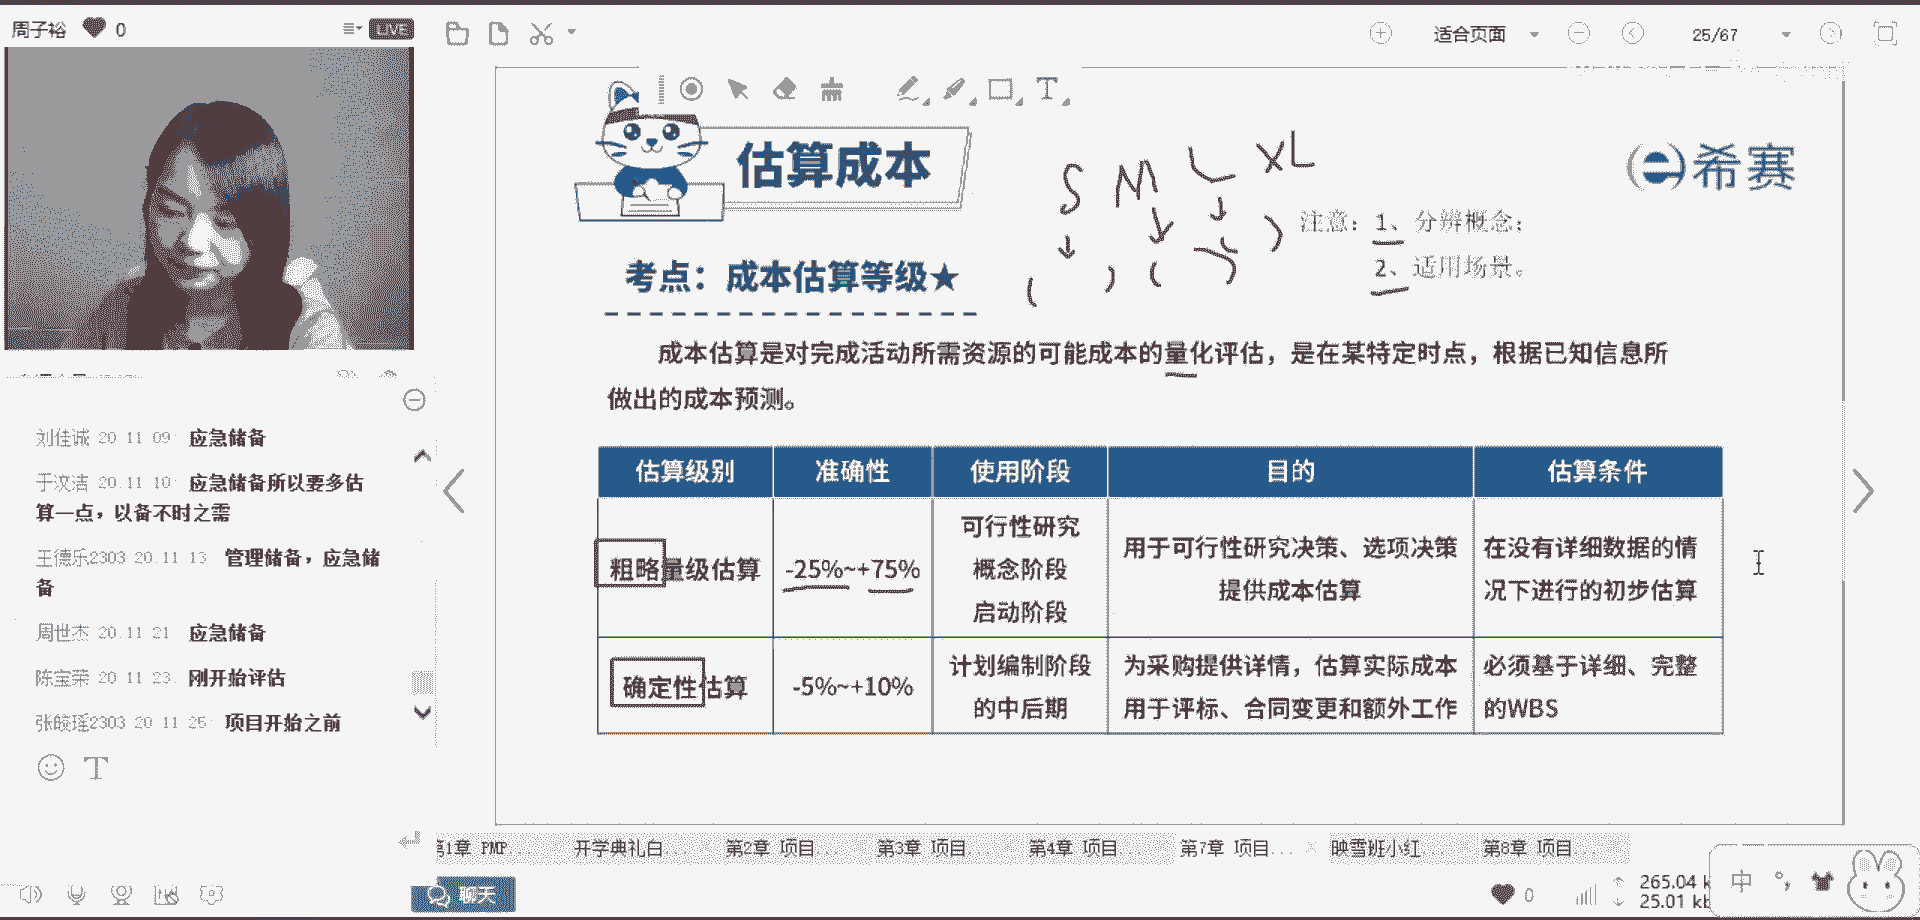 周子裕 0
LIVE
适合页面
25/67
估算成本
希赛
S M L XL
注意：1、分辨概念；
2、适用场景。
考点：成本估算等级★
成本估算是对完成活动所需资源的可能成本的量化评估，是在某特定时点，根据已知信息所
做出的成本预测。
估算级别 准确性 使用阶段 目的 估算条件
粗略量级估算 -25%~+75% 可行性研究 概念阶段 启动阶段 用于可行性研究决策、选项决策 提供成本估算 在没有详细数据的情 况下进行的初步估算
确定性估算 -5%~+10% 计划编制阶段 的中后期 为采购提供详情，估算实际成本 用于评标、合同变更和额外工作 必须基于详细、完整 的WBS
刘佳诚 20:11:09: 应急储备
于汶洁 20:11:10: 应急储备所以要多估
算一点，以备不时之需
王德乐2303 20:11:13: 管理储备，应急储
备
周世杰 20:11:21: 应急储备
陈宝荣 20:11:23: 刚开始评估
张皖瑶2303 20:11:25: 项目开始之前
第1章 PMP...
开学典礼白...
第2章 项目...
第3章 项目...
第4章 项目...
第7章 项目...
映雪班小红...
第8章 项目...
聊天
0
265.04 k
25.01 kb
中